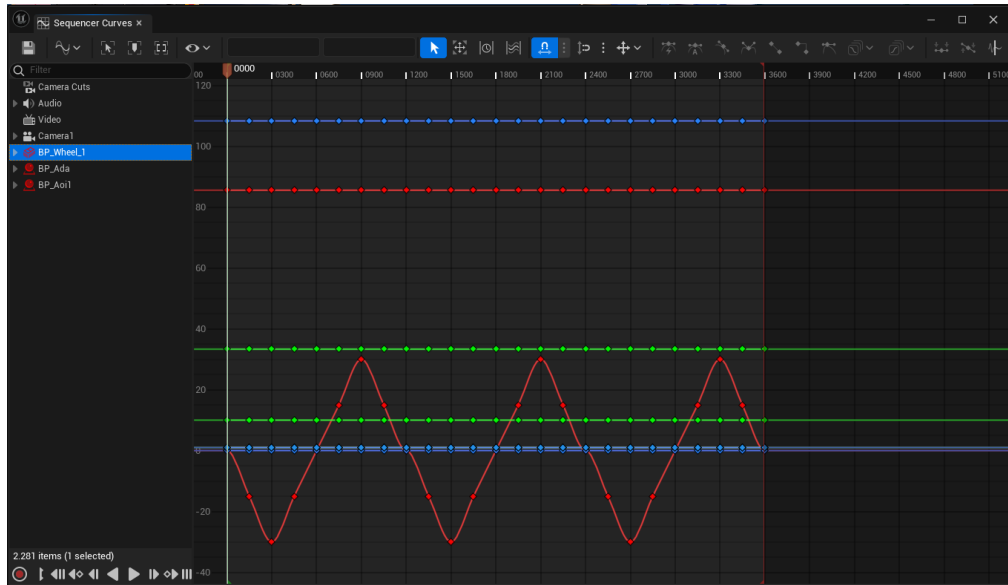 Sequencer Curves ×
Filter
Camera Cuts
Audio
Video
Camera1
BP_Wheel_1
BP_Ada
BP_Aoi1
2.281 items (1 selected)
00 0000 0300 0600 0900 1200 1500 1800 2100 2400 2700 3000 3300 3600 3900 4200 4500 4800 5100
120
100
80
60
40
20
0
-20
-40